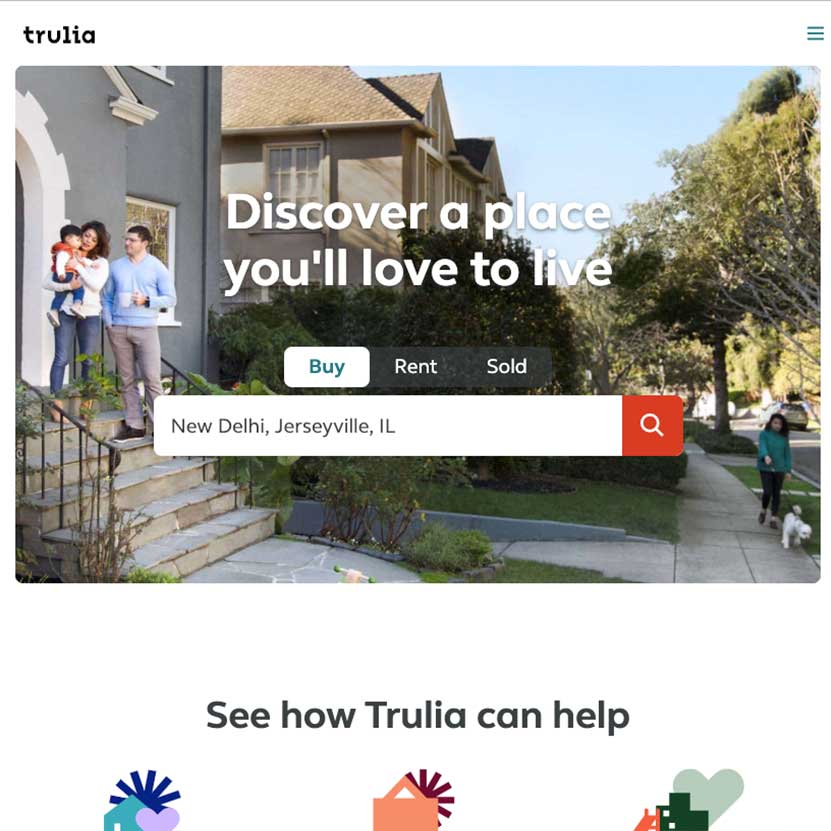 trulia
Discover a place
you'll love to live
Buy Rent Sold
New Delhi, Jerseyville, IL
See how Trulia can help